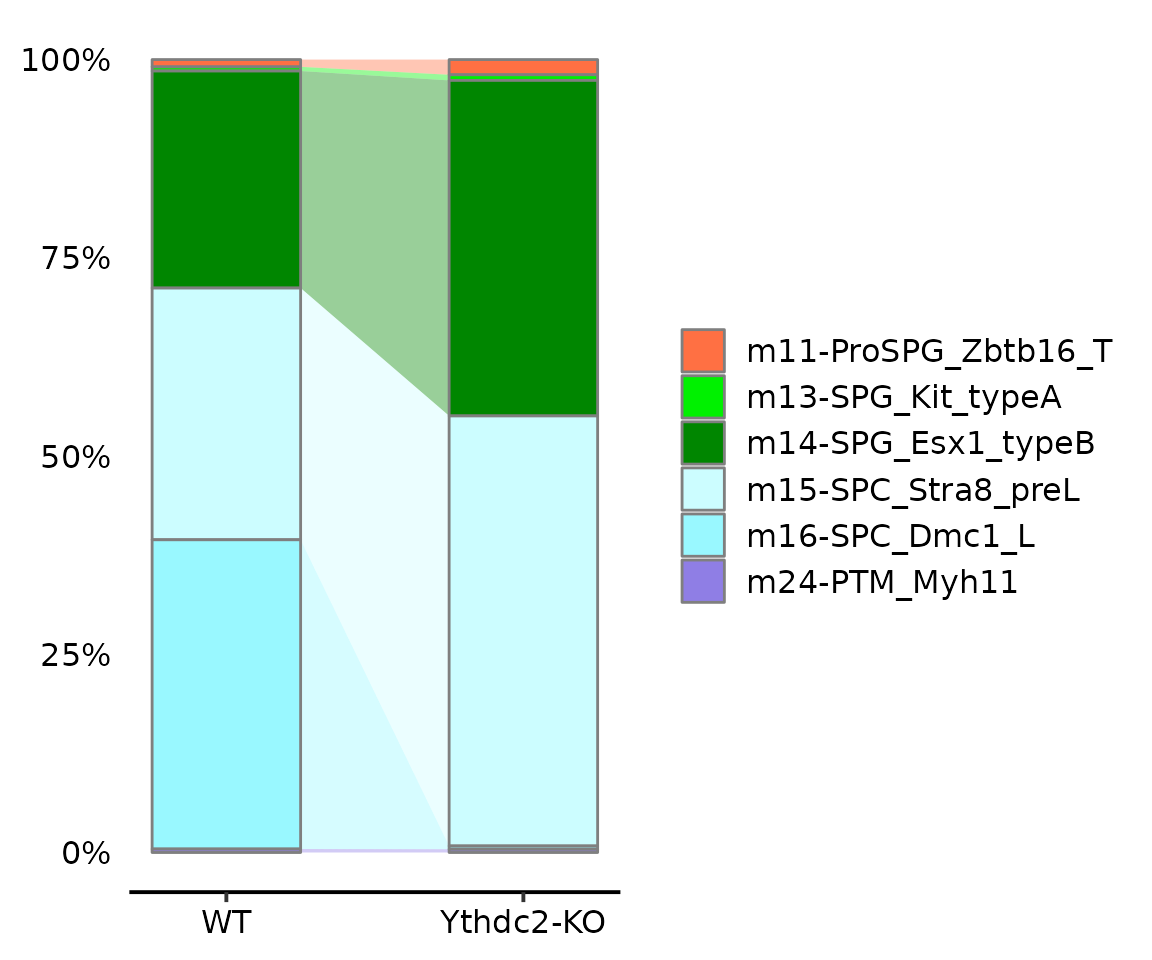 100%
75%
50%
25%
0%
WT
Ythdc2-KO
m11-ProSPG_Zbtb16_T
m13-SPG_Kit_typeA
m14-SPG_Esx1_typeB
m15-SPC_Stra8_preL
m16-SPC_Dmc1_L
m24-PTM_Myh11